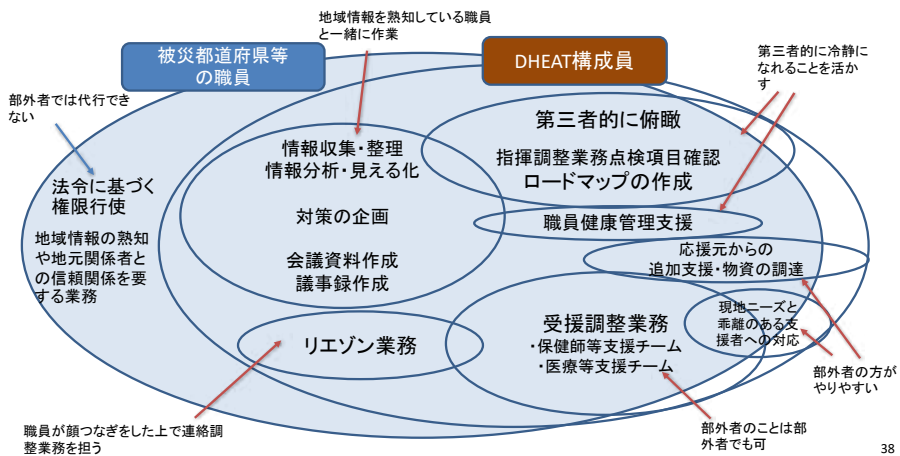 地域情報を熟知している職員
と一緒に作業
被災都道府県等
の職員
DHEAT構成員
第三者的に冷静に
なれることを活か
す
部外者では代行でき
ない
第三者的に俯瞰
指揮調整業務点検項目確認
ロードマップの作成
情報収集・整理
情報分析・見える化
対策の企画
会議資料作成
議事録作成
法令に基づく
権限行使
地域情報の熟知
や地元関係者と
の信頼関係を要
する業務
職員健康管理支援
応援元からの
追加支援・物資の調達
現地ニーズと
乖離のある支
援者への対応
受援調整業務
・保健師等支援チーム
・医療等支援チーム
リエゾン業務
部外者の方が
やりやすい
職員が顔つなぎをした上で連絡調
整業務を担う
部外者のことは部
外者でも可
38